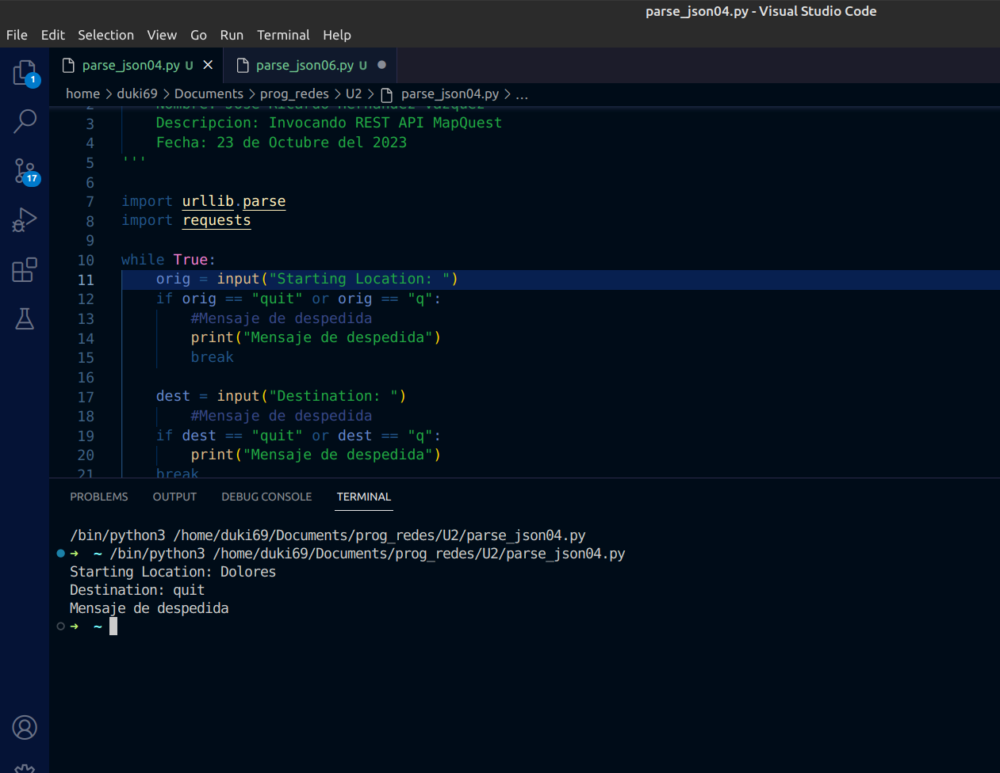 parse_json04.py - Visual Studio Code
File Edit Selection View Go Run Terminal Help
parse_json04.py U parse_json06.py U
1
home > duki69 > Documents > prog_redes > U2 > parse_json04.py > ...
2 Nombre: Jose Ricardo Hernandez Vazquez
3 Descripcion: Invocando REST API MapQuest
4 Fecha: 23 de Octubre del 2023
5 '''
6
7 import urllib.parse
8 import requests
9
10 while True:
11 orig = input("Starting Location: ")
12 if orig == "quit" or orig == "q":
13 #Mensaje de despedida
14 print("Mensaje de despedida")
15 break
16
17 dest = input("Destination: ")
18 #Mensaje de despedida
19 if dest == "quit" or dest == "q":
20 print("Mensaje de despedida")
21 break
17
PROBLEMS OUTPUT DEBUG CONSOLE TERMINAL
/bin/python3 /home/duki69/Documents/prog_redes/U2/parse_json04.py
➜ ~ /bin/python3 /home/duki69/Documents/prog_redes/U2/parse_json04.py
Starting Location: Dolores
Destination: quit
Mensaje de despedida
➜ ~